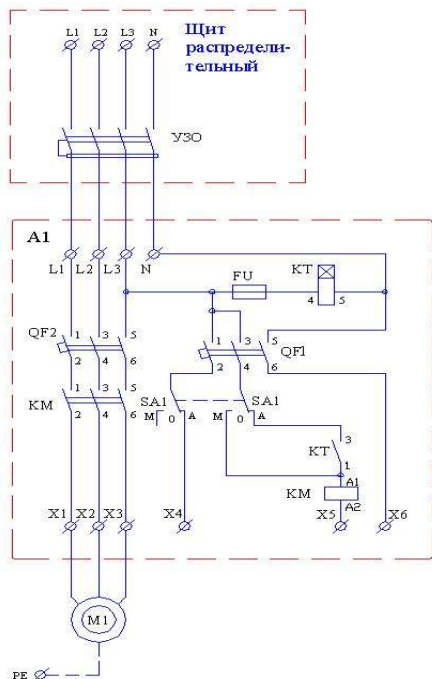 L1 L2 L3 N
Щит
распредели-
тельный
УЗО
A1
L1 L2 L3 N
FU
KT
4 5
QF2
1 3 5
2 4 6
1 3 5
QF1
2 4 6
KM
1 3 5
2 4 6
SA1
M 0 A
SA1
M 0 A
KT
3
1
KM
A1
A2
X1 X2 X3 X4 X5 X6
M1
PE